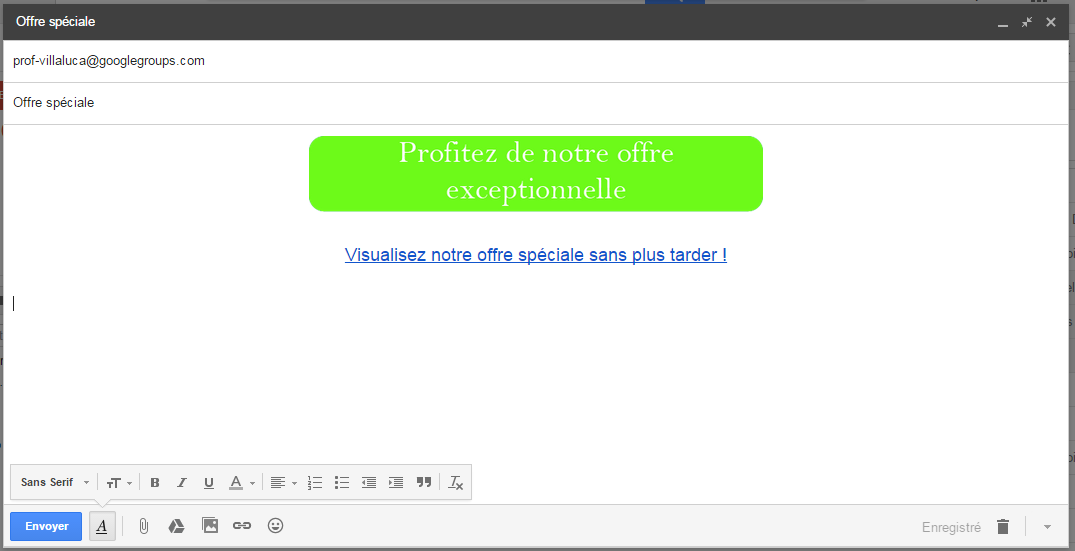 Offre spéciale
prof-villaluca@googlegroups.com
Offre spéciale
Profitez de notre offre
exceptionnelle
Visualisez notre offre spéciale sans plus tarder !
Sans Serif
Envoyer
Enregistré